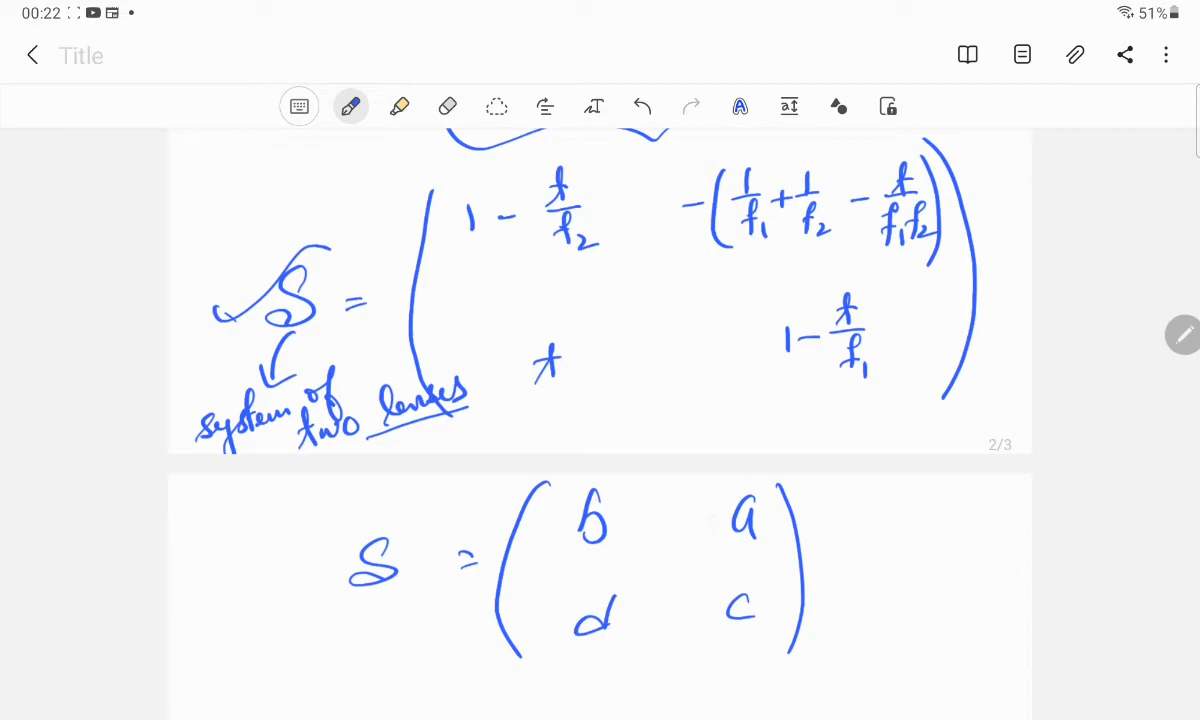 00:22 51%
Title
S = ( 1 - t/f₂   -(1/f₁ + 1/f₂ - t/f₁f₂)
t   1 - t/f₁ )
system of two lenses
2/3
S = ( b a
d c )